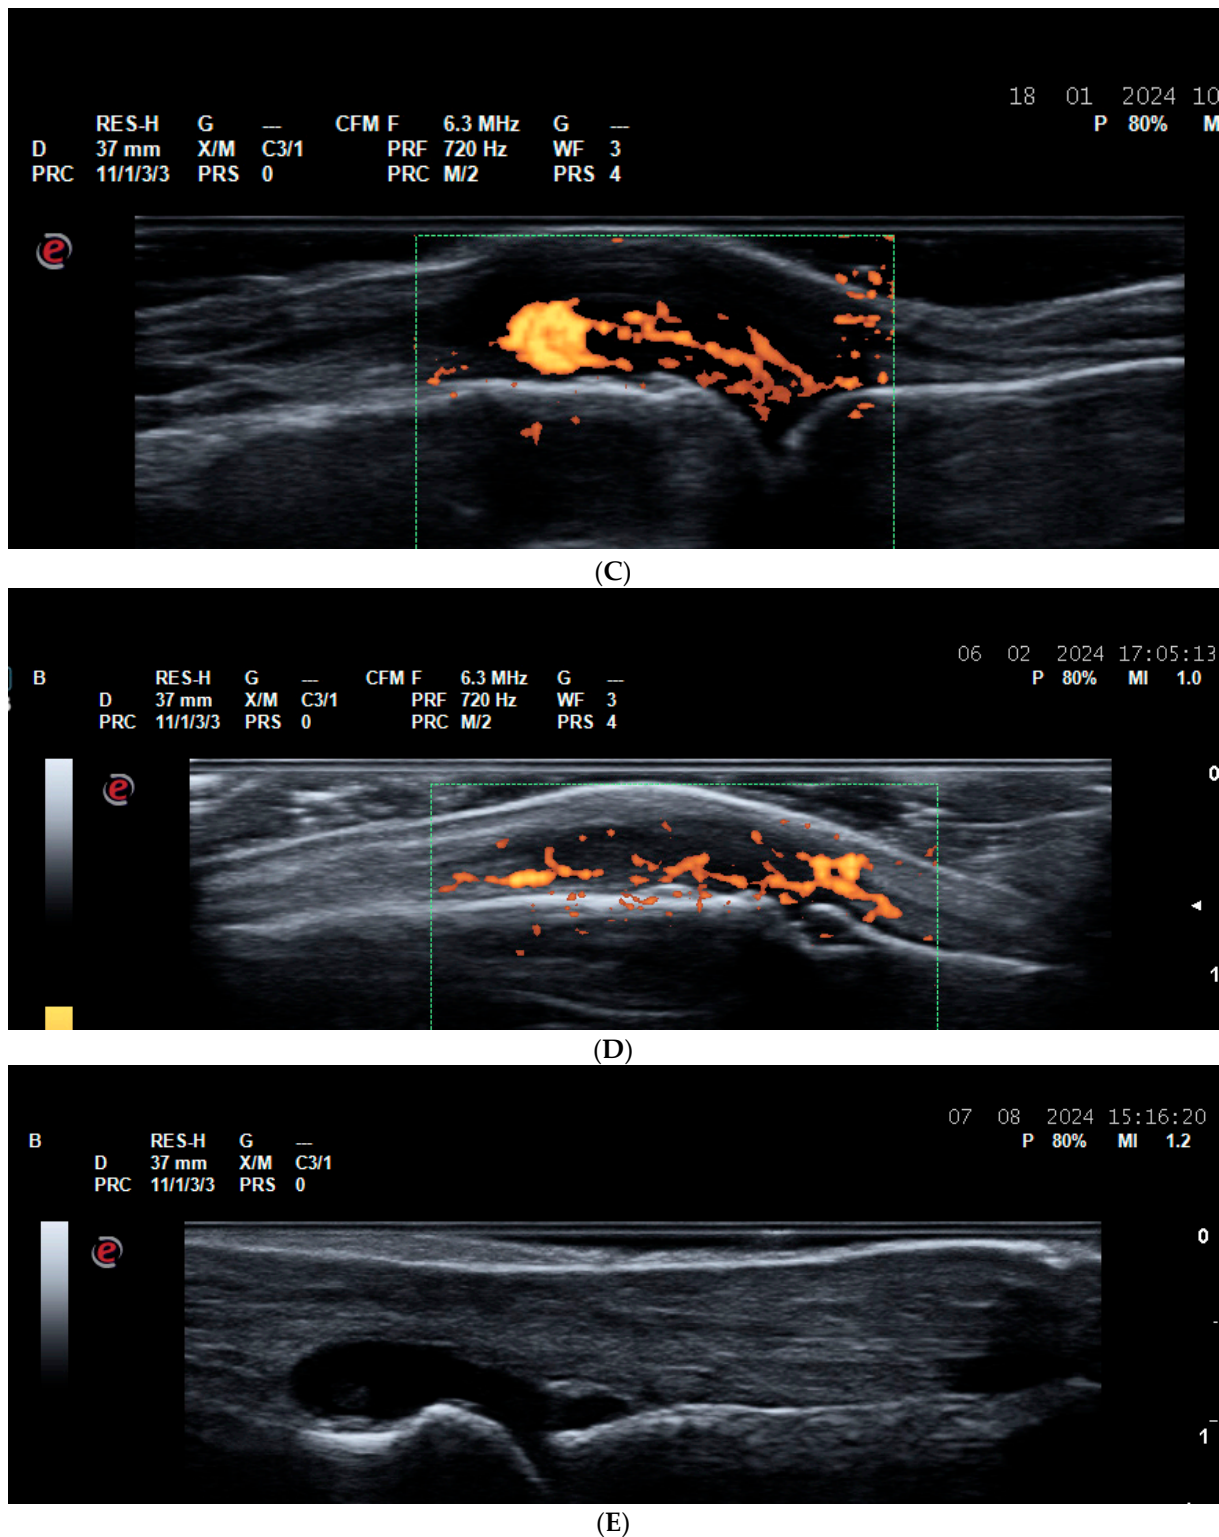 18 01 2024 10
RES-H G --- CFM F 6.3 MHz G --- P 80% M
D 37 mm X/M C3/1 PRF 720 Hz WF 3
PRC 11/1/3/3 PRS 0 PRC M/2 PRS 4
e
(C)
06 02 2024 17:05:13
B RES-H G --- CFM F 6.3 MHz G --- P 80% MI 1.0
D 37 mm X/M C3/1 PRF 720 Hz WF 3
PRC 11/1/3/3 PRS 0 PRC M/2 PRS 4
e
0
1
(D)
07 08 2024 15:16:20
B RES-H G --- P 80% MI 1.2
D 37 mm X/M C3/1
PRC 11/1/3/3 PRS 0
e
0
1
(E)